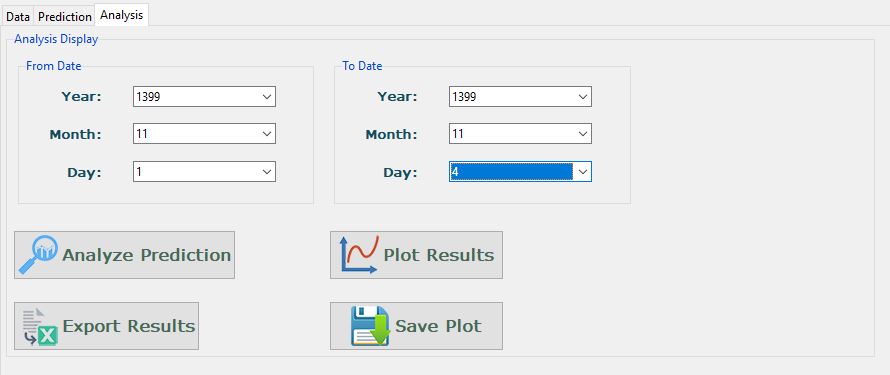 Data Prediction Analysis
Analysis Display
From Date
Year: 1399
Month: 11
Day: 1
To Date
Year: 1399
Month: 11
Day: 4
Analyze Prediction
Plot Results
Export Results
Save Plot